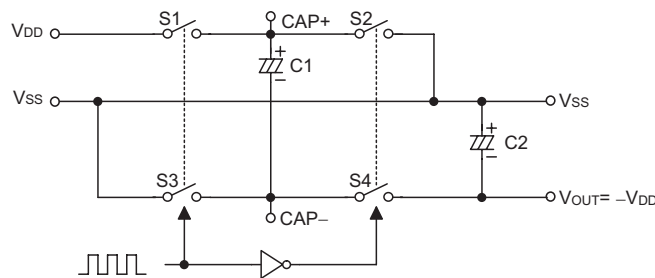 S1
CAP+
S2
VDD
+
C1
−
VSS
VSS
+
C2
−
S3
S4
CAP−
VOUT= −VDD